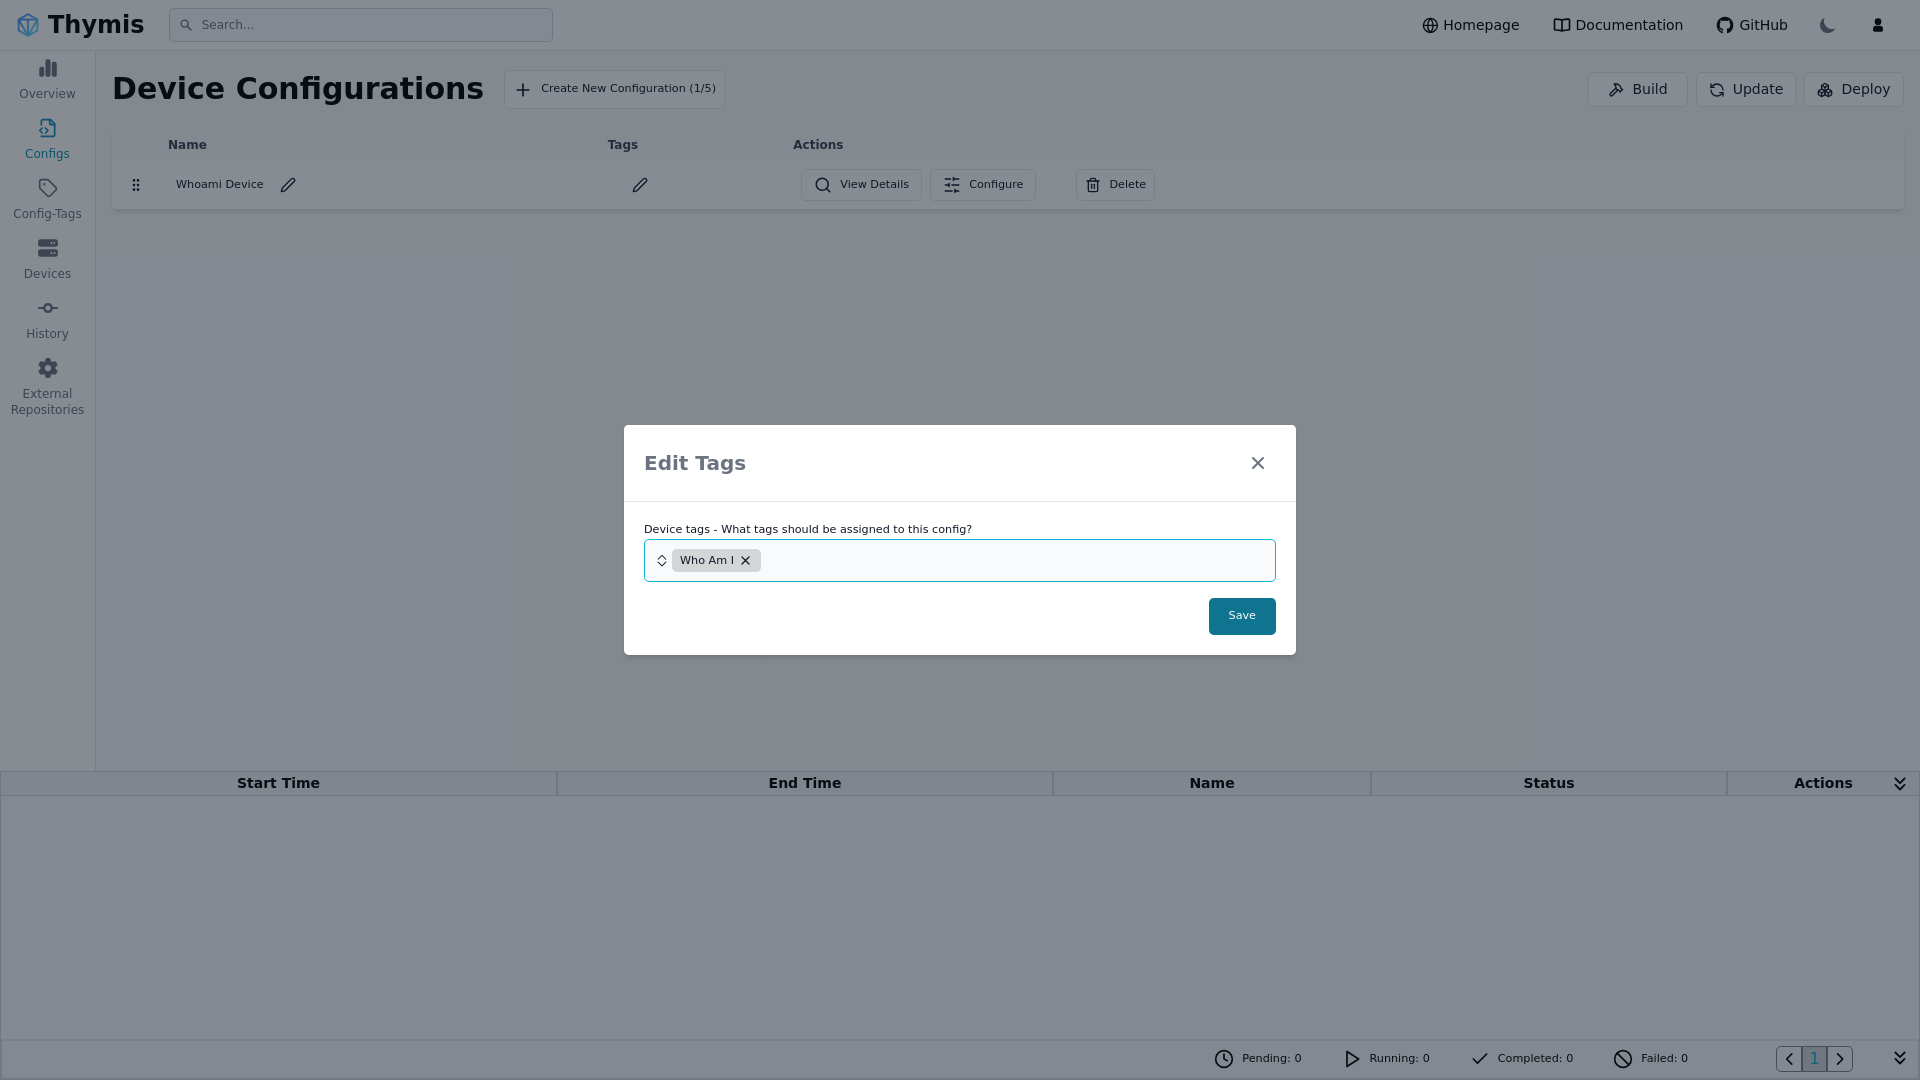 Thymis
Search...
Homepage
Documentation
GitHub
Overview
Configs
Config-Tags
Devices
History
External
Repositories
Device Configurations
Create New Configuration (1/5)
Build
Update
Deploy
Name Tags Actions
Whoami Device
View Details
Configure
Delete
Edit Tags
Device tags - What tags should be assigned to this config?
Who Am I
Save
Start Time End Time Name Status Actions
Pending: 0 Running: 0 Completed: 0 Failed: 0 1